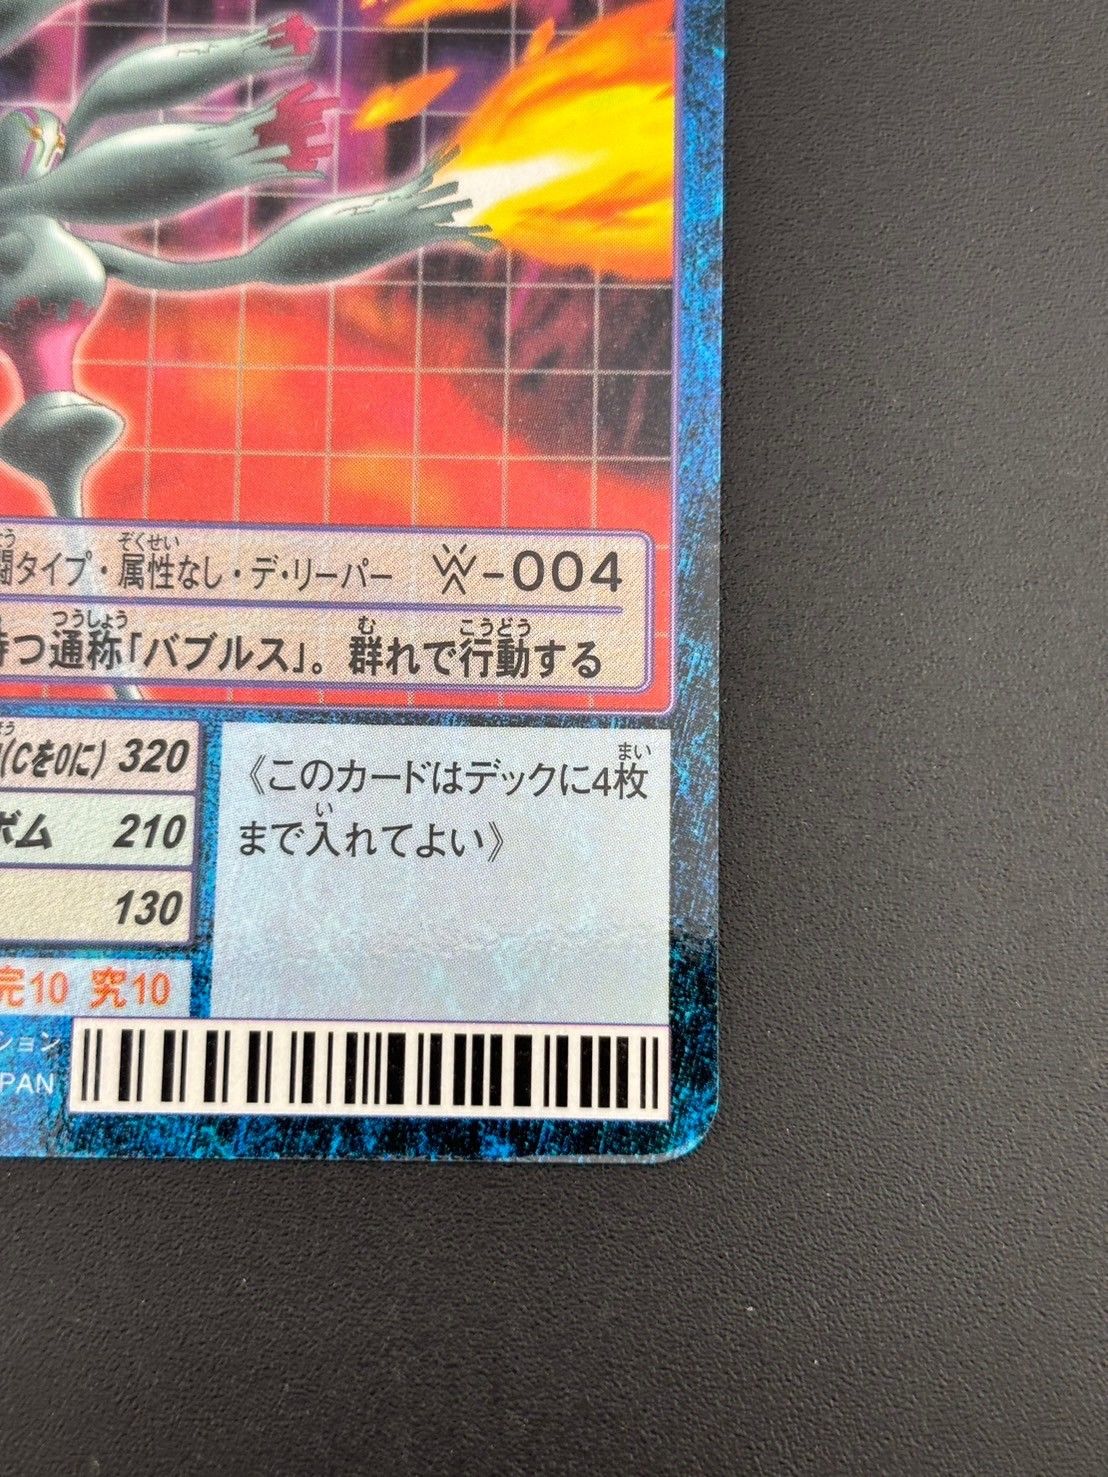 闘タイプ・属性なし・デ・リーパー W-004
持つ通称「バブルス」。群れで行動する
(Cを0に) 320
ボム 210
130
完10 究10
《このカードはデックに4枚
まで入れてよい》
ション
PAN